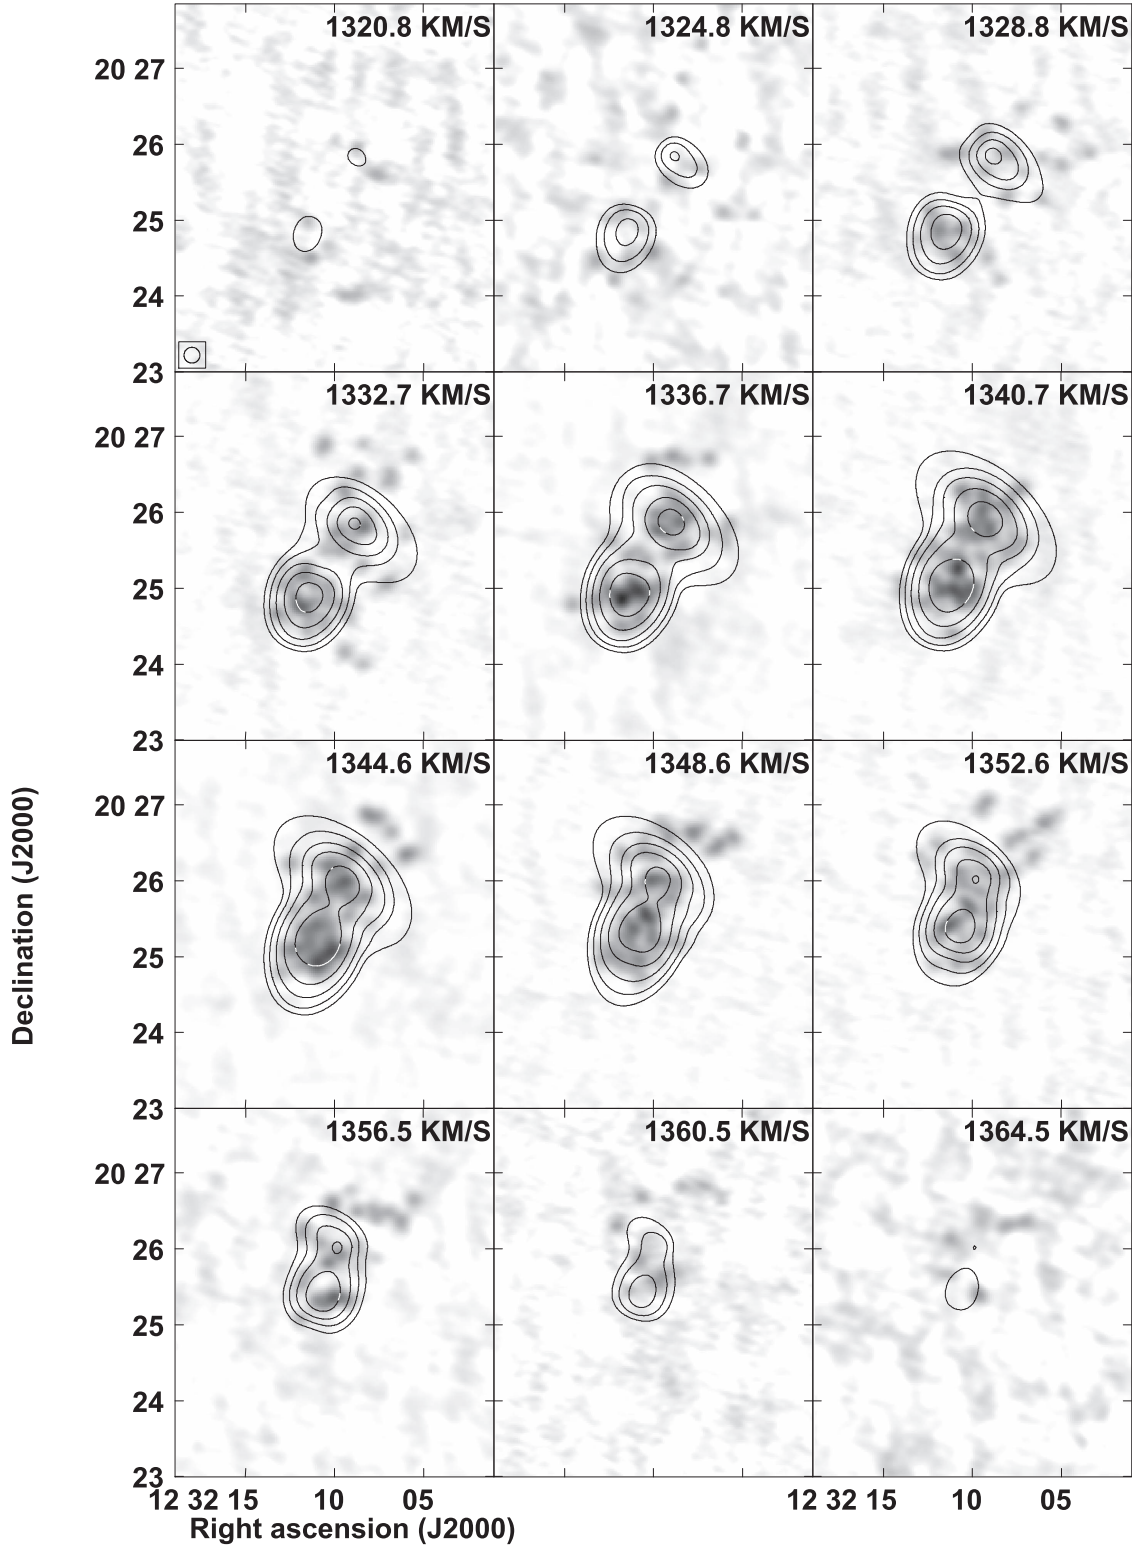 1320.8 KM/S 1324.8 KM/S 1328.8 KM/S
20 27
26
25
24
23
1332.7 KM/S 1336.7 KM/S 1340.7 KM/S
20 27
26
25
24
23
1344.6 KM/S 1348.6 KM/S 1352.6 KM/S
20 27
26
25
24
23
Declination (J2000)
1356.5 KM/S 1360.5 KM/S 1364.5 KM/S
20 27
26
25
24
23
12 32 15 10 05 12 32 15 10 05
Right ascension (J2000)